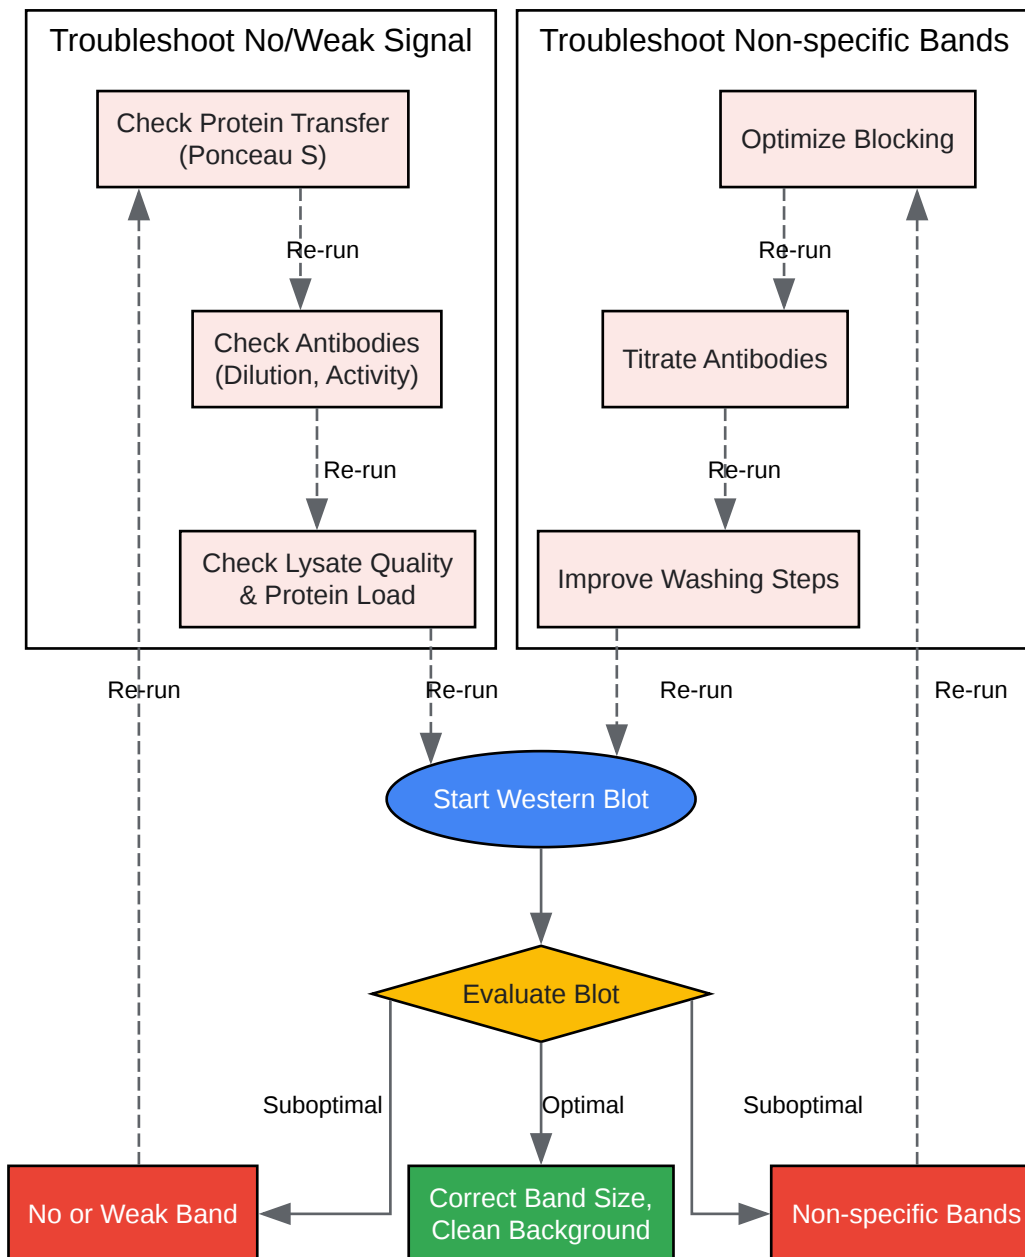 Troubleshoot No/Weak Signal
Troubleshoot Non-specific Bands
Check Protein Transfer
(Ponceau S)
Optimize Blocking
Re-run
Re-run
Check Antibodies
(Dilution, Activity)
Titrate Antibodies
Re-run
Re-run
Check Lysate Quality
& Protein Load
Improve Washing Steps
Re-run
Re-run
Re-run
Re-run
Start Western Blot
Evaluate Blot
Suboptimal
Optimal
Suboptimal
No or Weak Band
Correct Band Size,
Clean Background
Non-specific Bands